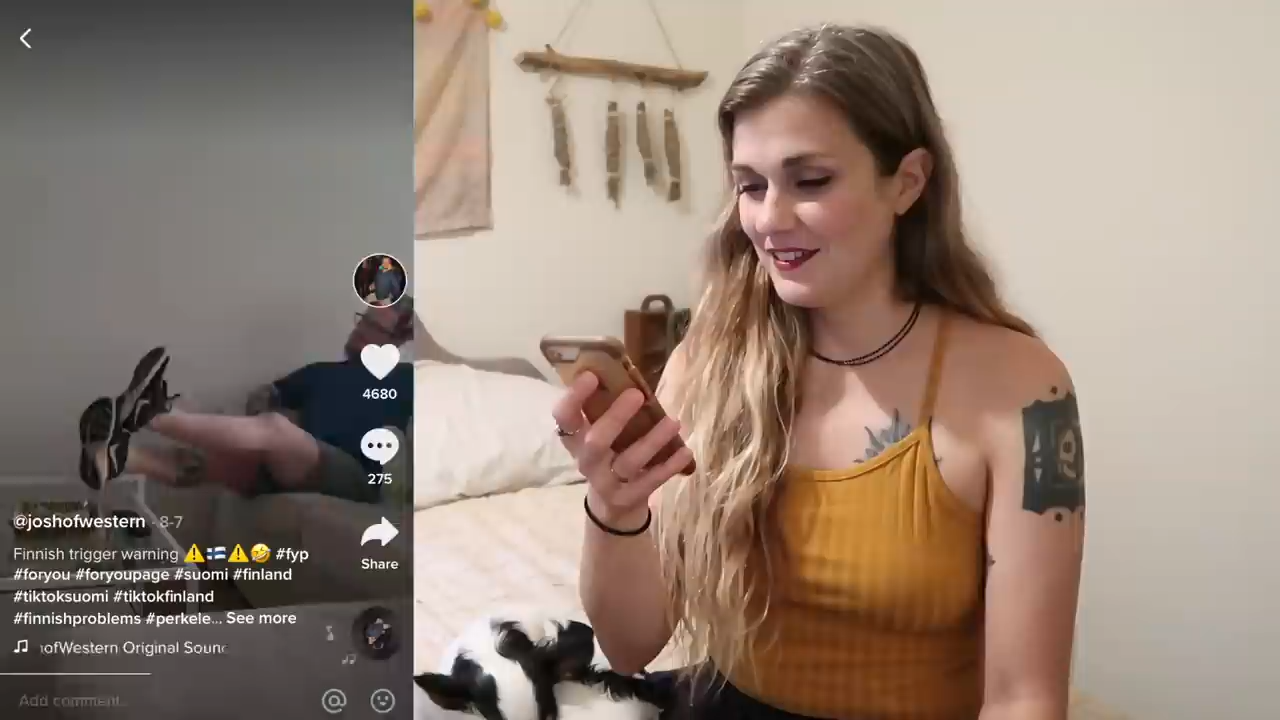 4680
275
Share
@joshofwestern · 8-7
Finnish trigger warning ⚠️🇫🇮⚠️🤣 #fyp
#foryou #foryoupage #suomi #finland
#tiktoksuomi #tiktokfinland
#finnishproblems #perkele... See more
ofWestern Original Soun
Add comment...